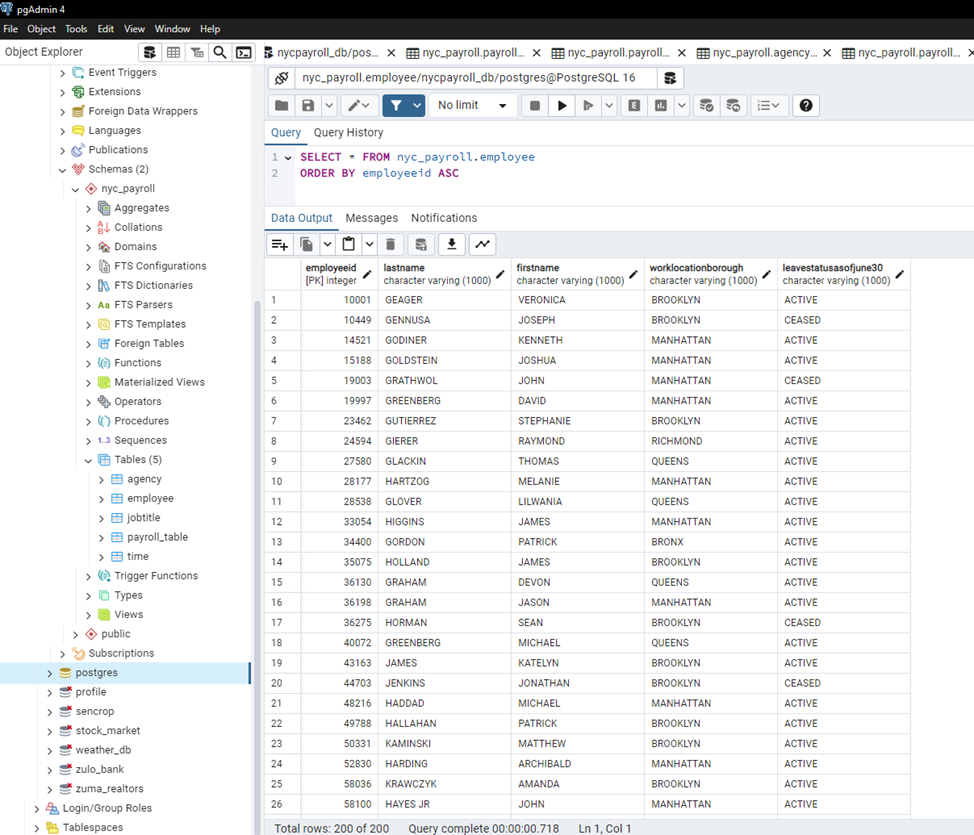 pgAdmin 4
File Object Tools Edit View Window Help
Object Explorer
nycpayroll_db/pos... nyc_payroll.payroll... nyc_payroll.payroll... nyc_payroll.agency... nyc_payroll.payroll...
nyc_payroll.employee/nycpayroll_db/postgres@PostgreSQL 16
No limit
Query Query History
1 SELECT * FROM nyc_payroll.employee
2 ORDER BY employeeid ASC
Event Triggers
Extensions
Foreign Data Wrappers
Languages
Publications
Schemas (2)
nyc_payroll
Aggregates
Collations
Domains
FTS Configurations
FTS Dictionaries
Aa FTS Parsers
FTS Templates
Foreign Tables
Functions
Materialized Views
Operators
Procedures
1..3 Sequences
Tables (5)
agency
employee
jobtitle
payroll_table
time
Trigger Functions
Types
Views
public
Subscriptions
postgres
profile
sencrop
stock_market
weather_db
zulo_bank
zuma_realtors
Login/Group Roles
Tablespaces
Data Output Messages Notifications
employeeid lastname firstname worklocationborough leavestatusasofjune30
[PK] integer character varying (1000) character varying (1000) character varying (1000) character varying (1000)
1 10001 GEAGER VERONICA BROOKLYN ACTIVE
2 10449 GENNUSA JOSEPH BROOKLYN CEASED
3 14521 GODINER KENNETH MANHATTAN ACTIVE
4 15188 GOLDSTEIN JOSHUA MANHATTAN ACTIVE
5 19003 GRATHWOL JOHN MANHATTAN CEASED
6 19997 GREENBERG DAVID MANHATTAN ACTIVE
7 23462 GUTIERREZ STEPHANIE BROOKLYN ACTIVE
8 24594 GIERER RAYMOND RICHMOND ACTIVE
9 27580 GLACKIN THOMAS QUEENS ACTIVE
10 28177 HARTZOG MELANIE MANHATTAN ACTIVE
11 28538 GLOVER LILWANIA QUEENS ACTIVE
12 33054 HIGGINS JAMES MANHATTAN ACTIVE
13 34400 GORDON PATRICK BRONX ACTIVE
14 35075 HOLLAND JAMES BROOKLYN ACTIVE
15 36130 GRAHAM DEVON QUEENS ACTIVE
16 36198 GRAHAM JASON MANHATTAN ACTIVE
17 36275 HORMAN SEAN BROOKLYN CEASED
18 40072 GREENBERG MICHAEL QUEENS ACTIVE
19 43163 JAMES KATELYN BROOKLYN ACTIVE
20 44703 JENKINS JONATHAN BROOKLYN CEASED
21 48216 HADDAD MICHAEL MANHATTAN ACTIVE
22 49788 HALLAHAN PATRICK BROOKLYN ACTIVE
23 50331 KAMINSKI MATTHEW BROOKLYN ACTIVE
24 52830 HARDING ARCHIBALD MANHATTAN ACTIVE
25 58036 KRAWCZYK AMANDA BROOKLYN ACTIVE
26 58100 HAYES JR JOHN MANHATTAN ACTIVE
Total rows: 200 of 200 Query complete 00:00:00.718 Ln 1, Col 1